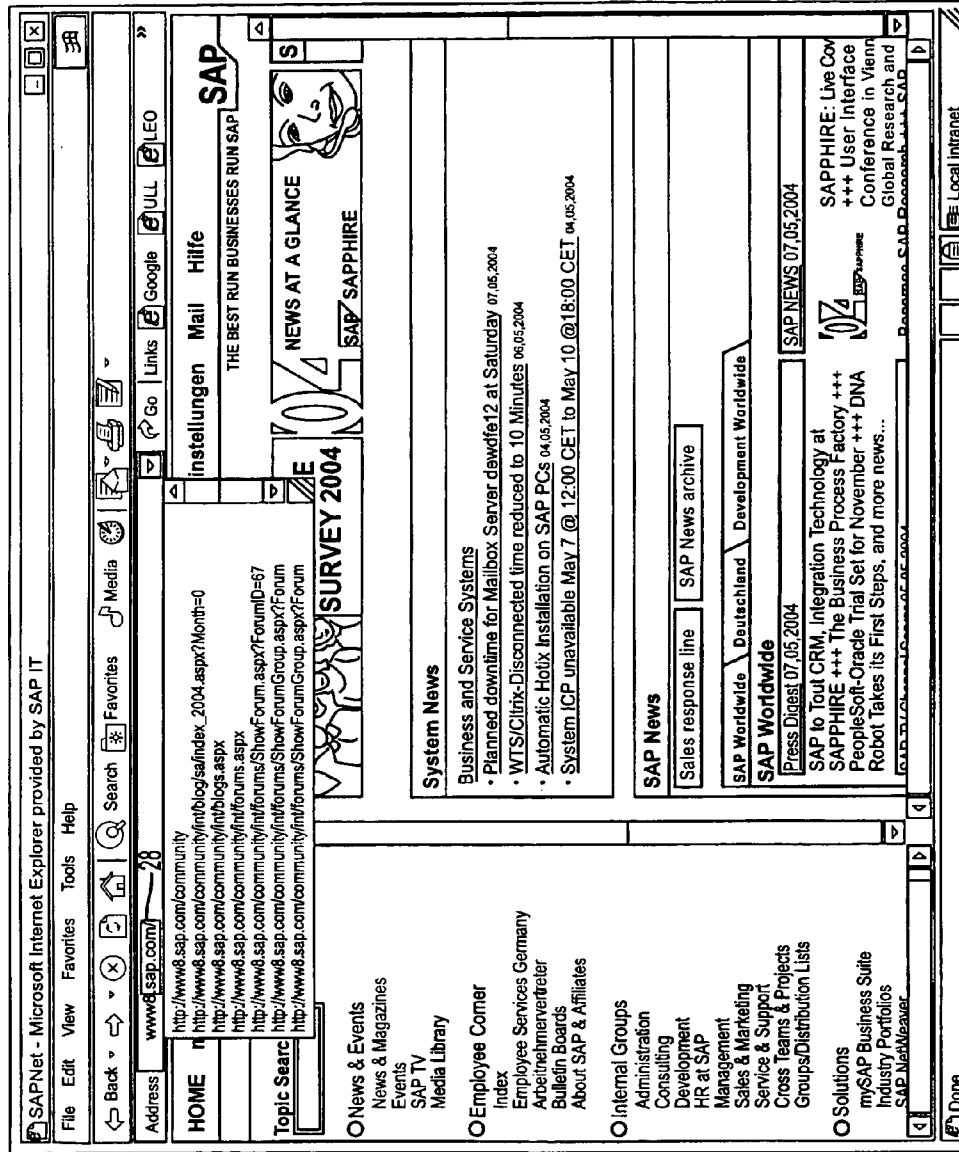 SAPNet - Microsoft Internet Explorer provided by SAP IT
File Edit View Favorites Tools Help
Back Search Favorites Media
Address www8.sap.com/ 28 Go Links Google ULL LEO »
http://ww8.sap.com/community
http://ww8.sap.com/community/int/blog/sa/index_2004.aspx?Month=0
http://ww8.sap.com/community/int/blogs.aspx
http://ww8.sap.com/community/int/forums.aspx
http://ww8.sap.com/community/int/forums/ShowForum.aspx?ForumID=67
http://ww8.sap.com/community/int/forums/ShowForumGroup.aspx?Forum
http://ww8.sap.com/community/int/forums/ShowForumGroup.aspx?Forum
HOME instellungen Mail Hilfe
SAP
THE BEST RUN BUSINESSES RUN SAP
Topic Searc
SURVEY 2004
04
NEWS AT A GLANCE
SAP SAPPHIRE
S
News & Events
News & Magazines
Events
SAP TV
Media Library
Employee Corner
Index
Employee Services Germany
Arbeitnehmervertreter
Bulletin Boards
About SAP & Affiliates
Internal Groups
Administration
Consulting
Development
HR at SAP
Management
Sales & Marketing
Service & Support
Cross Teams & Projects
Groups/Distribution Lists
Solutions
mySAP Business Suite
Industry Portfolios
SAP NetWeaver
System News
Business and Service Systems
· Planned downtime for Mailbox Server dewdfe12 at Saturday 07,05,2004
· WTS/Citrix-Disconnected time reduced to 10 Minutes 06,05,2004
· Automatic Hotix Installation on SAP PCs 04,05,2004
· System ICP unavailable May 7 @ 12:00 CET to May 10 @18:00 CET 04,05,2004
SAP News
Sales response line SAP News archive
SAP Worldwide Deutschland Development Worldwide
SAP Worldwide
Press Digest 07,05,2004
SAP to Tout CRM, Integration Technology at
SAPPHIRE +++ The Business Process Factory +++
PeopleSoft-Oracle Trial Set for November +++ DNA
Robot Takes its First Steps, and more news...
SAP NEWS 07,05,2004
04
SAP SAPPHIRE
SAPPHIRE: Live Cov
+++ User Interface
Conference in Vienn
Global Research and
Done
Local intranet